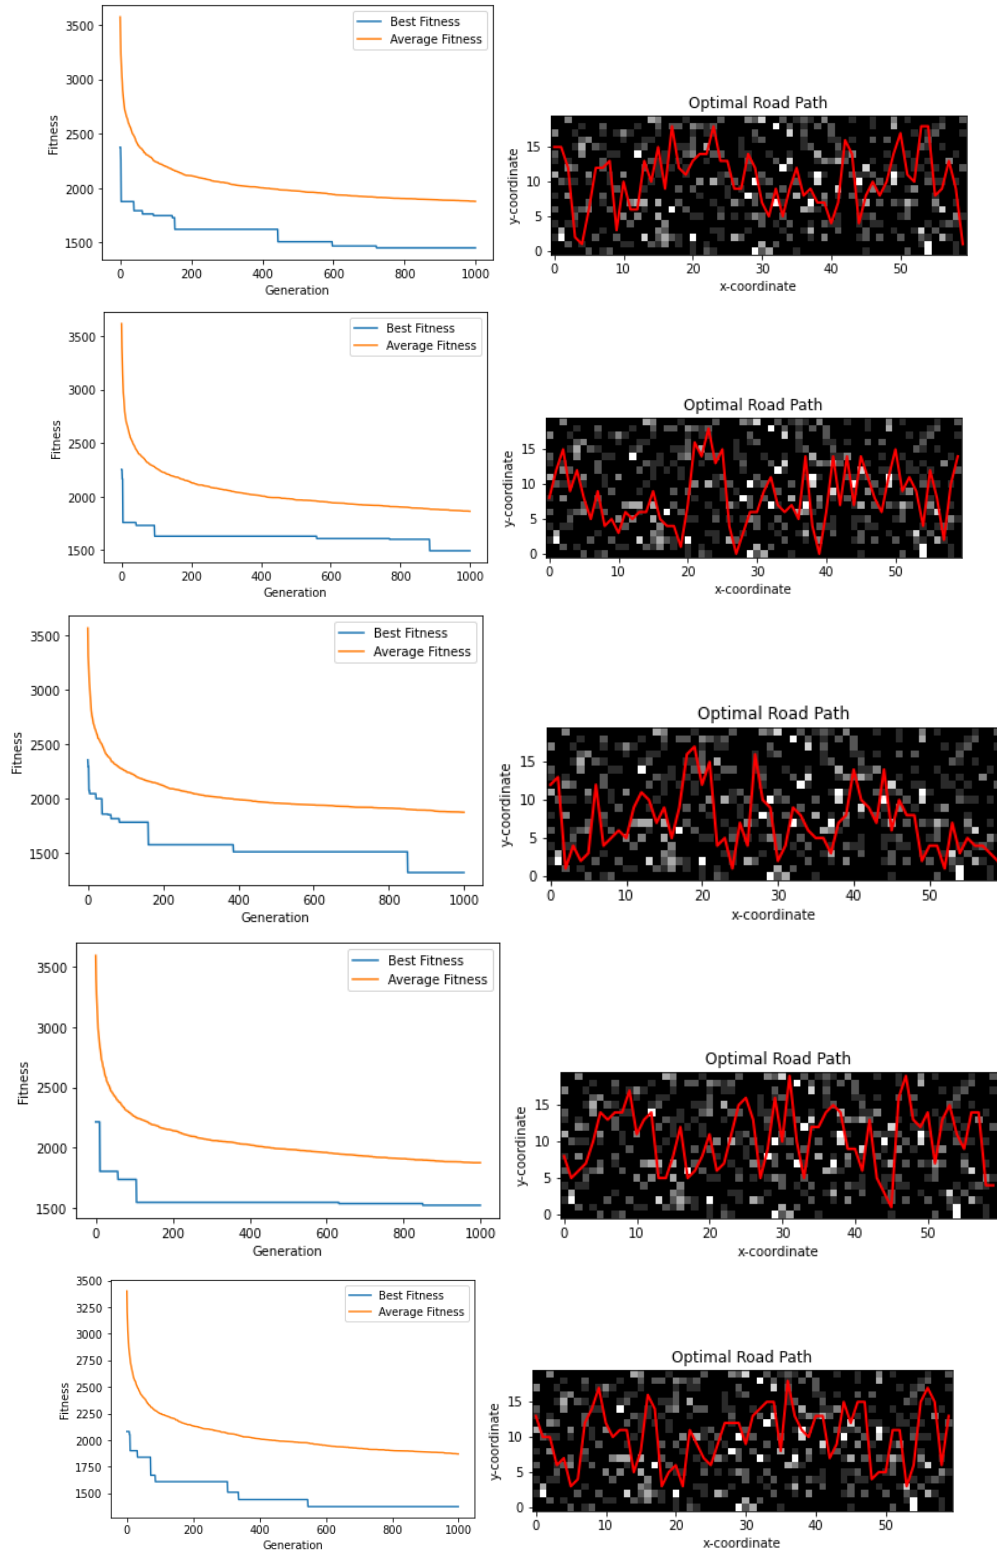 Best Fitness
Average Fitness
3500
3000
2500
2000
1500
Fitness
0 200 400 600 800 1000
Generation
Optimal Road Path
15
10
5
0
y-coordinate
0 10 20 30 40 50
x-coordinate
Best Fitness
Average Fitness
3500
3000
2500
2000
1500
Fitness
0 200 400 600 800 1000
Generation
Optimal Road Path
15
10
5
0
y-coordinate
0 10 20 30 40 50
x-coordinate
Best Fitness
Average Fitness
3500
3000
2500
2000
1500
Fitness
0 200 400 600 800 1000
Generation
Optimal Road Path
15
10
5
0
y-coordinate
0 10 20 30 40 50
x-coordinate
Best Fitness
Average Fitness
3500
3000
2500
2000
1500
Fitness
0 200 400 600 800 1000
Generation
Optimal Road Path
15
10
5
0
y-coordinate
0 10 20 30 40 50
x-coordinate
Best Fitness
Average Fitness
3500
3250
3000
2750
2500
2250
2000
1750
1500
Fitness
0 200 400 600 800 1000
Generation
Optimal Road Path
15
10
5
0
y-coordinate
0 10 20 30 40 50
x-coordinate